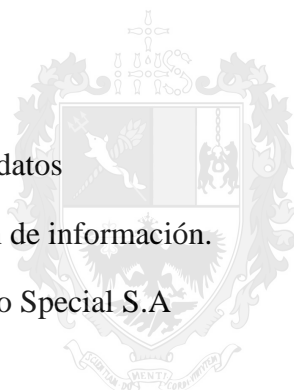 datos
de información.
o Special S.A